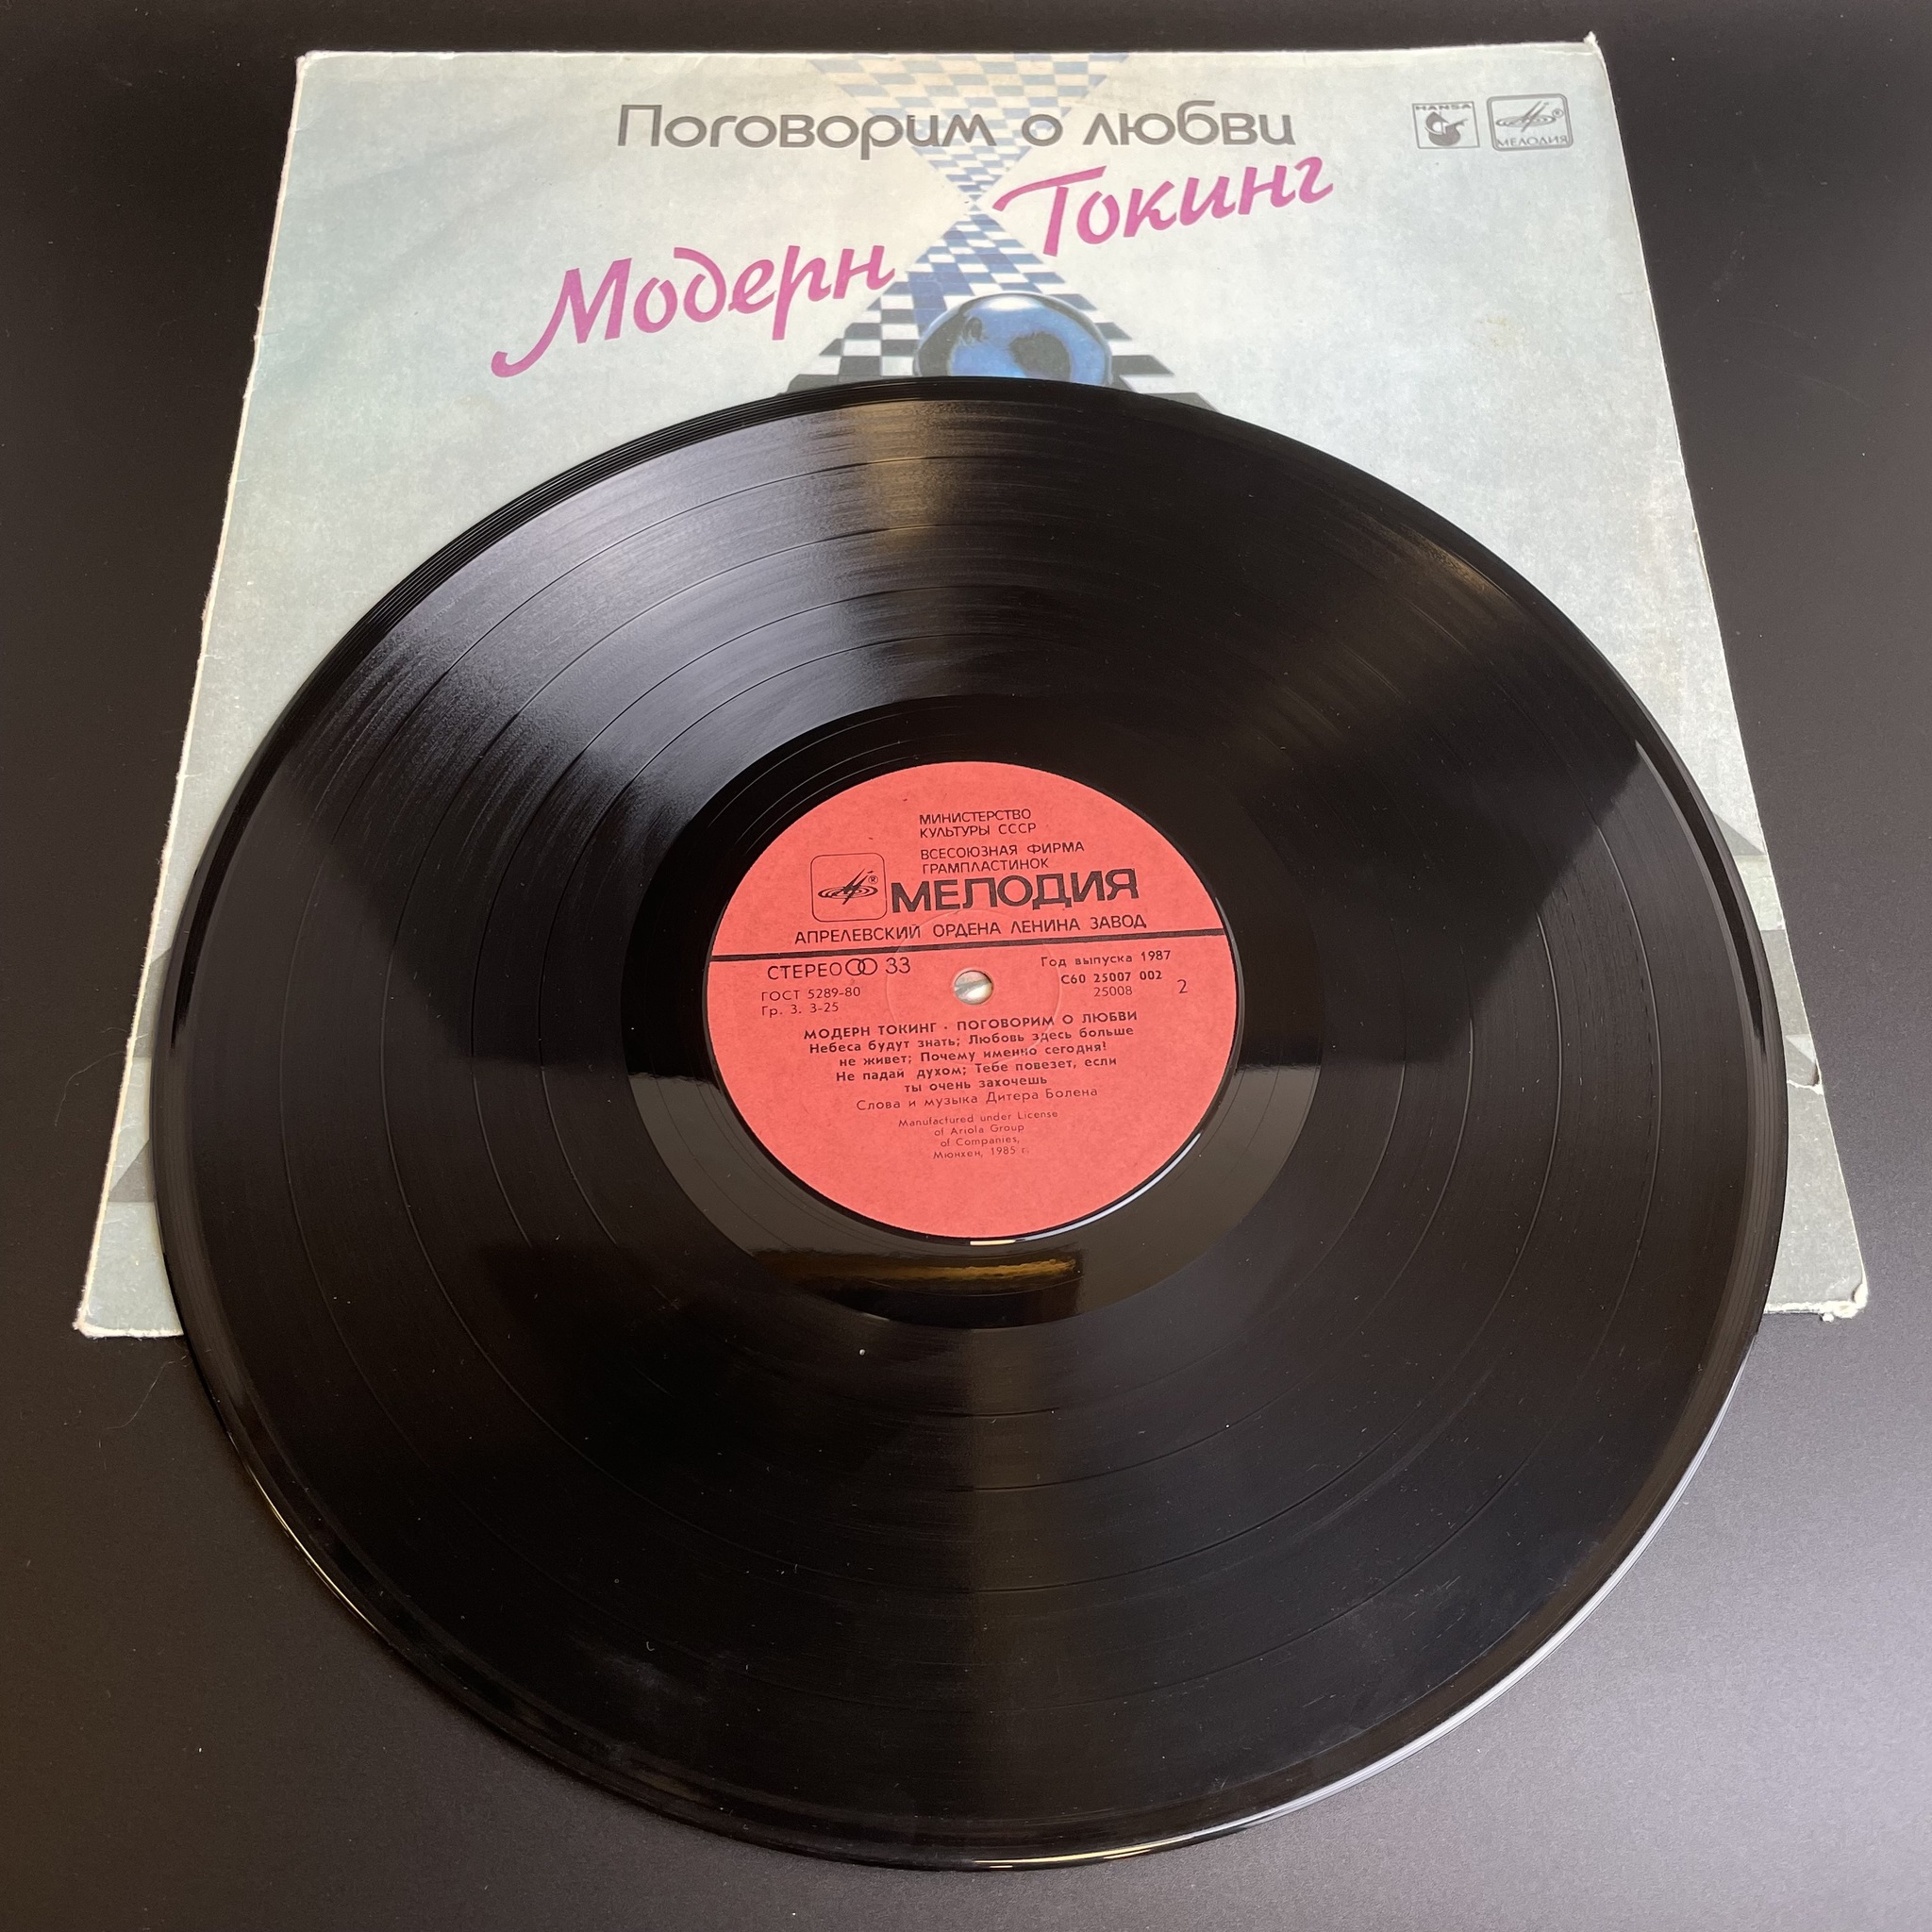 Поговорим о любви
HANSA
МЕЛОДИЯ
Модерн Токинг
МИНИСТЕРСТВО
КУЛЬТУРЫ СССР
ВСЕСОЮЗНАЯ ФИРМА
ГРАМПЛАСТИНОК
МЕЛОДИЯ
АПРЕЛЕВСКИЙ ОРДЕНА ЛЕНИНА ЗАВОД
СТЕРЕО 33
Год выпуска 1987
ГОСТ 5289-80
С60 25007 002
Гр. 3. 3-25
25008
2
МОДЕРН ТОКИНГ · ПОГОВОРИМ О ЛЮБВИ
Небеса будут знать; Любовь здесь больше
не живет; Почему именно сегодня!
Не падай духом; Тебе повезет, если
ты очень захочешь
Слова и музыка Дитера Болена
Manufactured under License
of Ariola Group
of Companies,
Мюнхен, 1985 г.